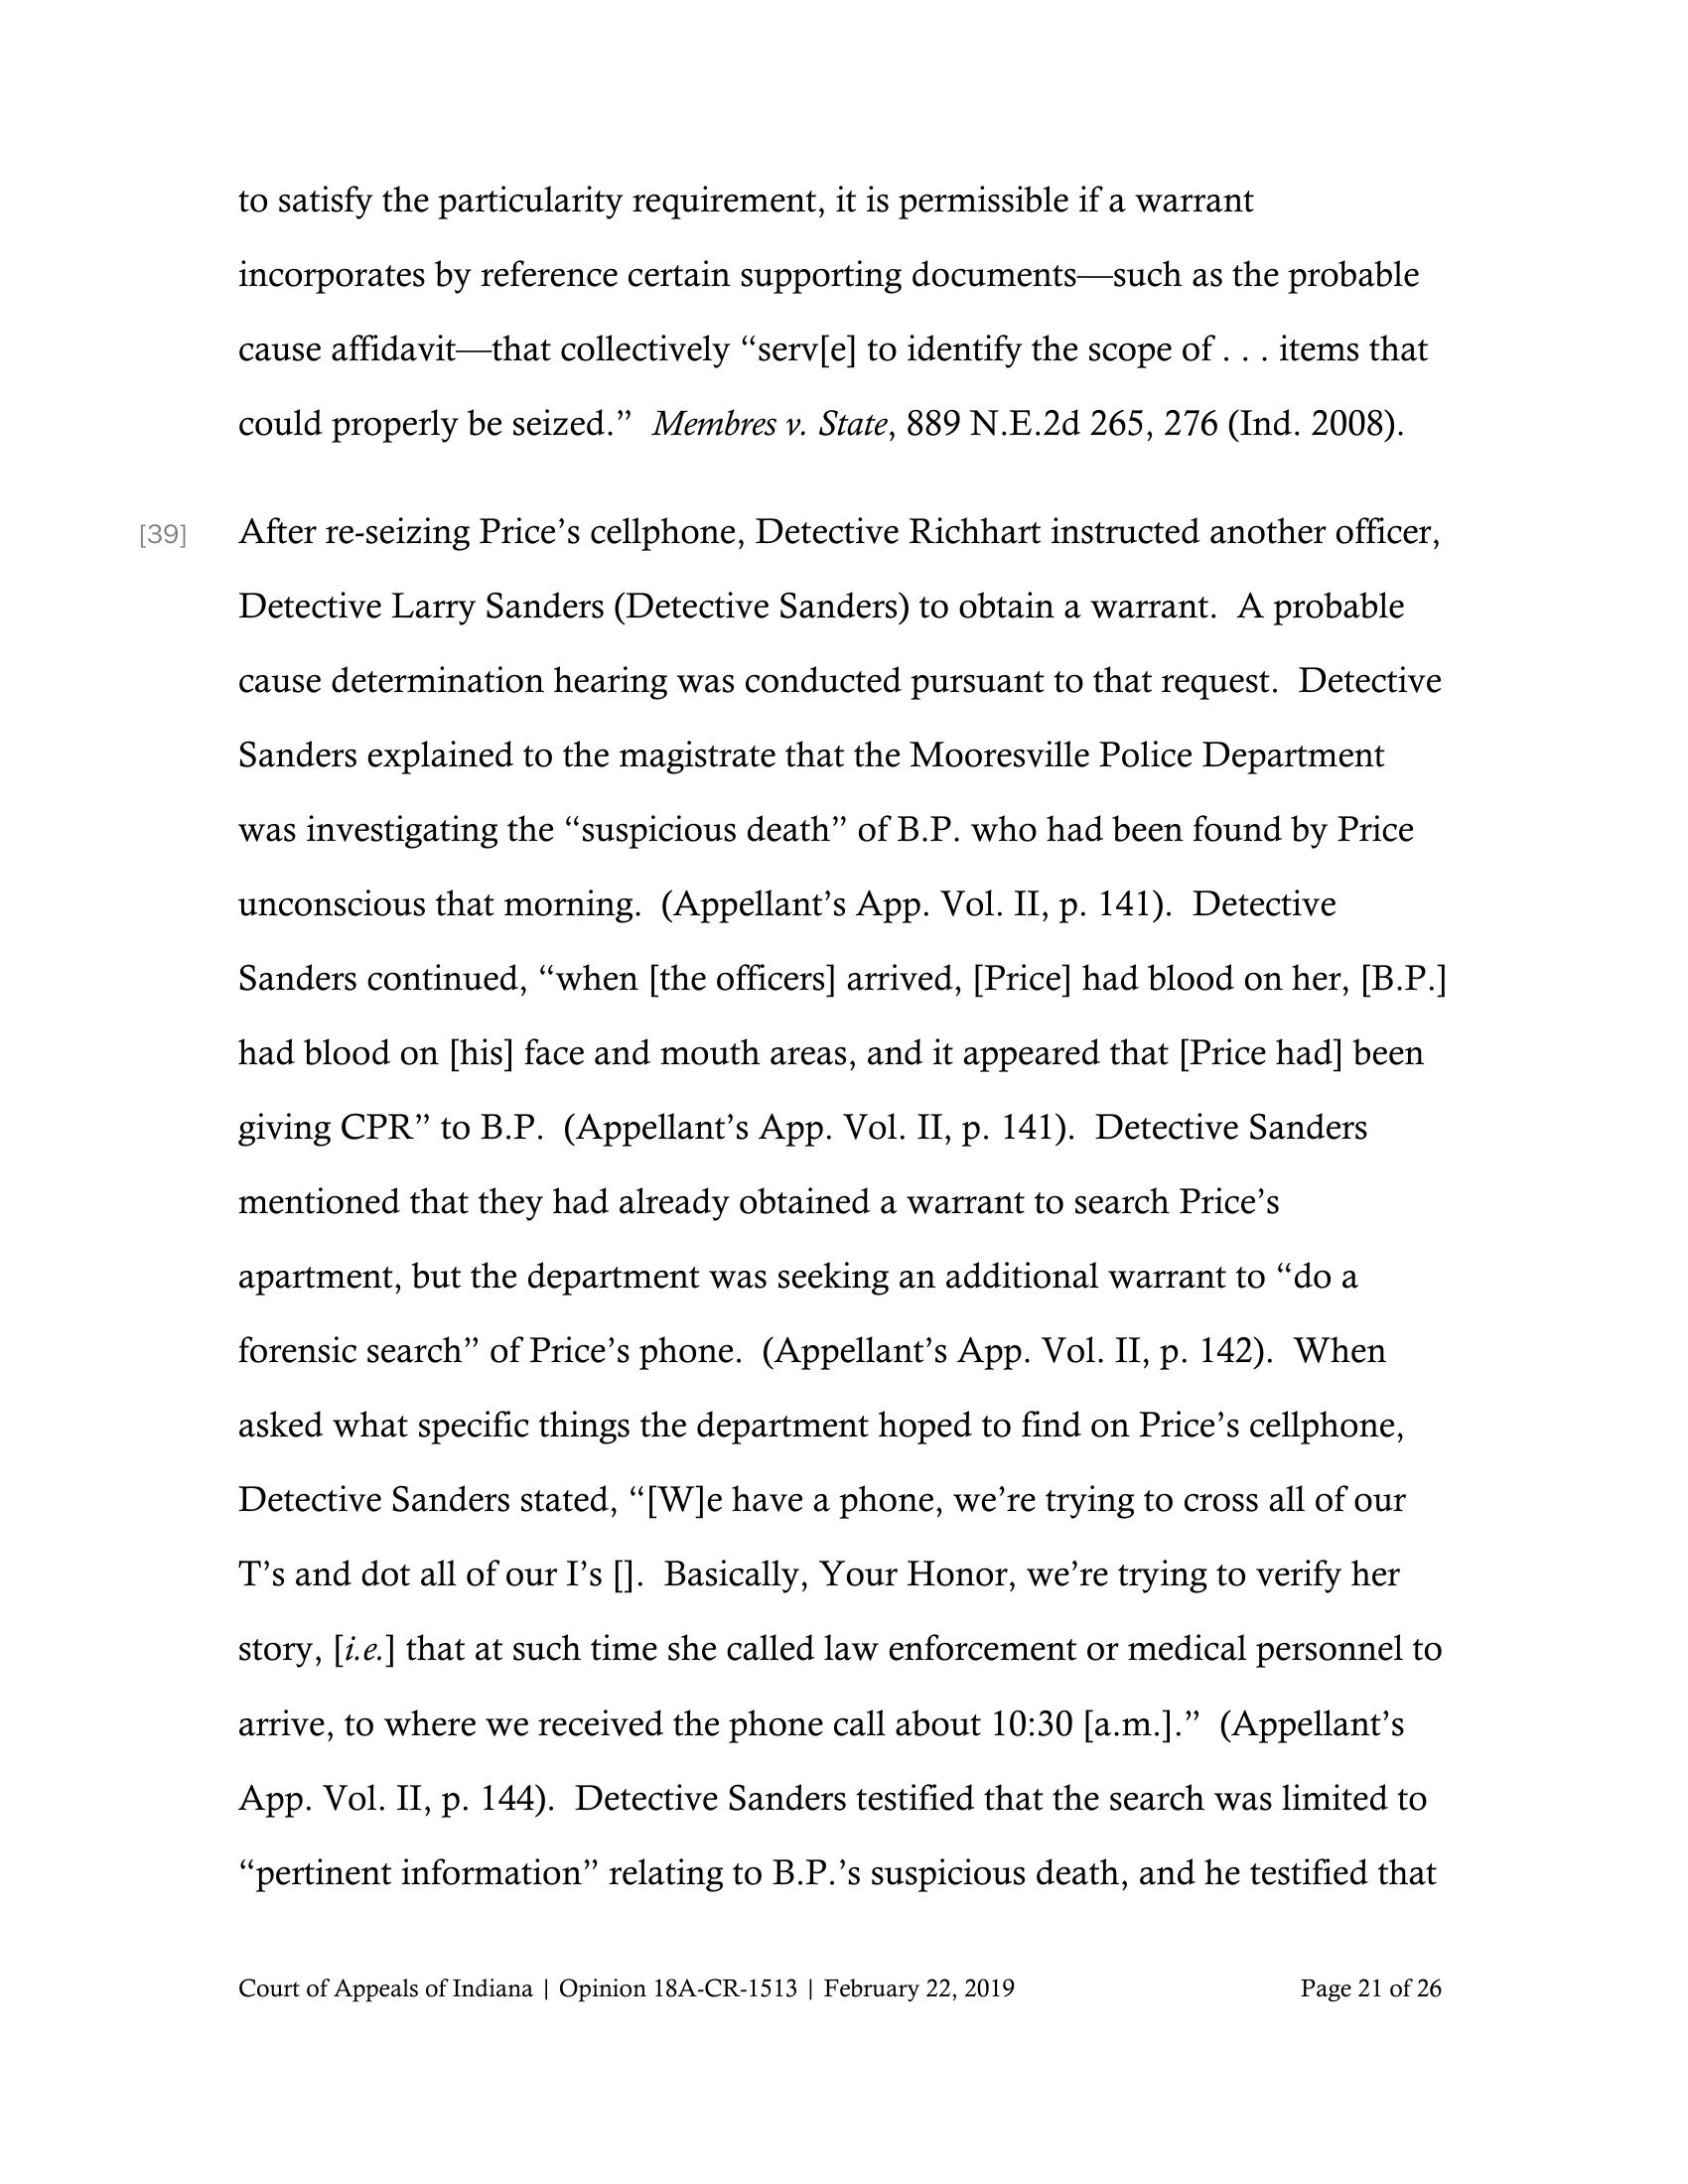 to satisfy the particularity requirement, it is permissible if a warrant
incorporates by reference certain supporting documents—such as the probable
cause affidavit—that collectively “serv[e] to identify the scope of . . . items that
could properly be seized.”  Membres v. State, 889 N.E.2d 265, 276 (Ind. 2008).
[39] After re-seizing Price’s cellphone, Detective Richhart instructed another officer,
Detective Larry Sanders (Detective Sanders) to obtain a warrant.  A probable
cause determination hearing was conducted pursuant to that request.  Detective
Sanders explained to the magistrate that the Mooresville Police Department
was investigating the “suspicious death” of B.P. who had been found by Price
unconscious that morning.  (Appellant’s App. Vol. II, p. 141).  Detective
Sanders continued, “when [the officers] arrived, [Price] had blood on her, [B.P.]
had blood on [his] face and mouth areas, and it appeared that [Price had] been
giving CPR” to B.P.  (Appellant’s App. Vol. II, p. 141).  Detective Sanders
mentioned that they had already obtained a warrant to search Price’s
apartment, but the department was seeking an additional warrant to “do a
forensic search” of Price’s phone.  (Appellant’s App. Vol. II, p. 142).  When
asked what specific things the department hoped to find on Price’s cellphone,
Detective Sanders stated, “[W]e have a phone, we’re trying to cross all of our
T’s and dot all of our I’s [].  Basically, Your Honor, we’re trying to verify her
story, [i.e.] that at such time she called law enforcement or medical personnel to
arrive, to where we received the phone call about 10:30 [a.m.].”  (Appellant’s
App. Vol. II, p. 144).  Detective Sanders testified that the search was limited to
“pertinent information” relating to B.P.’s suspicious death, and he testified that
Court of Appeals of Indiana | Opinion 18A-CR-1513 | February 22, 2019 Page 21 of 26